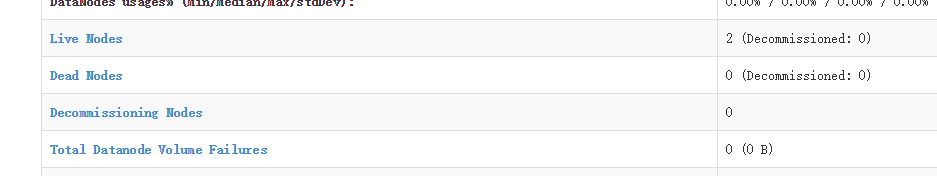 DataNodes usages% (Min/Median/Max/stdDev): 0.00% / 0.00% / 0.00% / 0.00%
Live Nodes 2 (Decommissioned: 0)
Dead Nodes 0 (Decommissioned: 0)
Decommissioning Nodes 0
Total Datanode Volume Failures 0 (0 B)